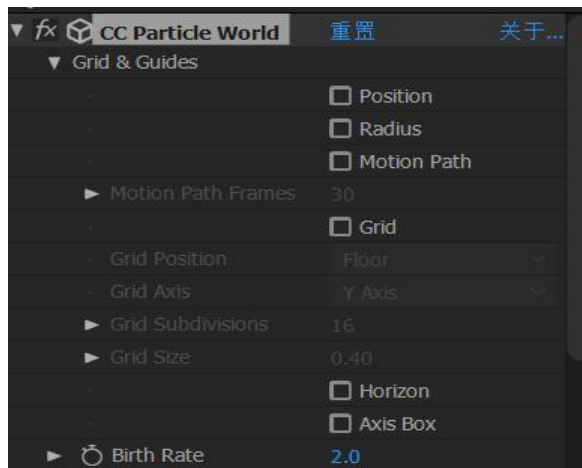 fx CC Particle World 重置 关于...
Grid & Guides
Position
Radius
Motion Path
Motion Path Frames 30
Grid
Grid Position Floor
Grid Axis Y Axis
Grid Subdivisions 16
Grid Size 0.40
Horizon
Axis Box
Birth Rate 2.0